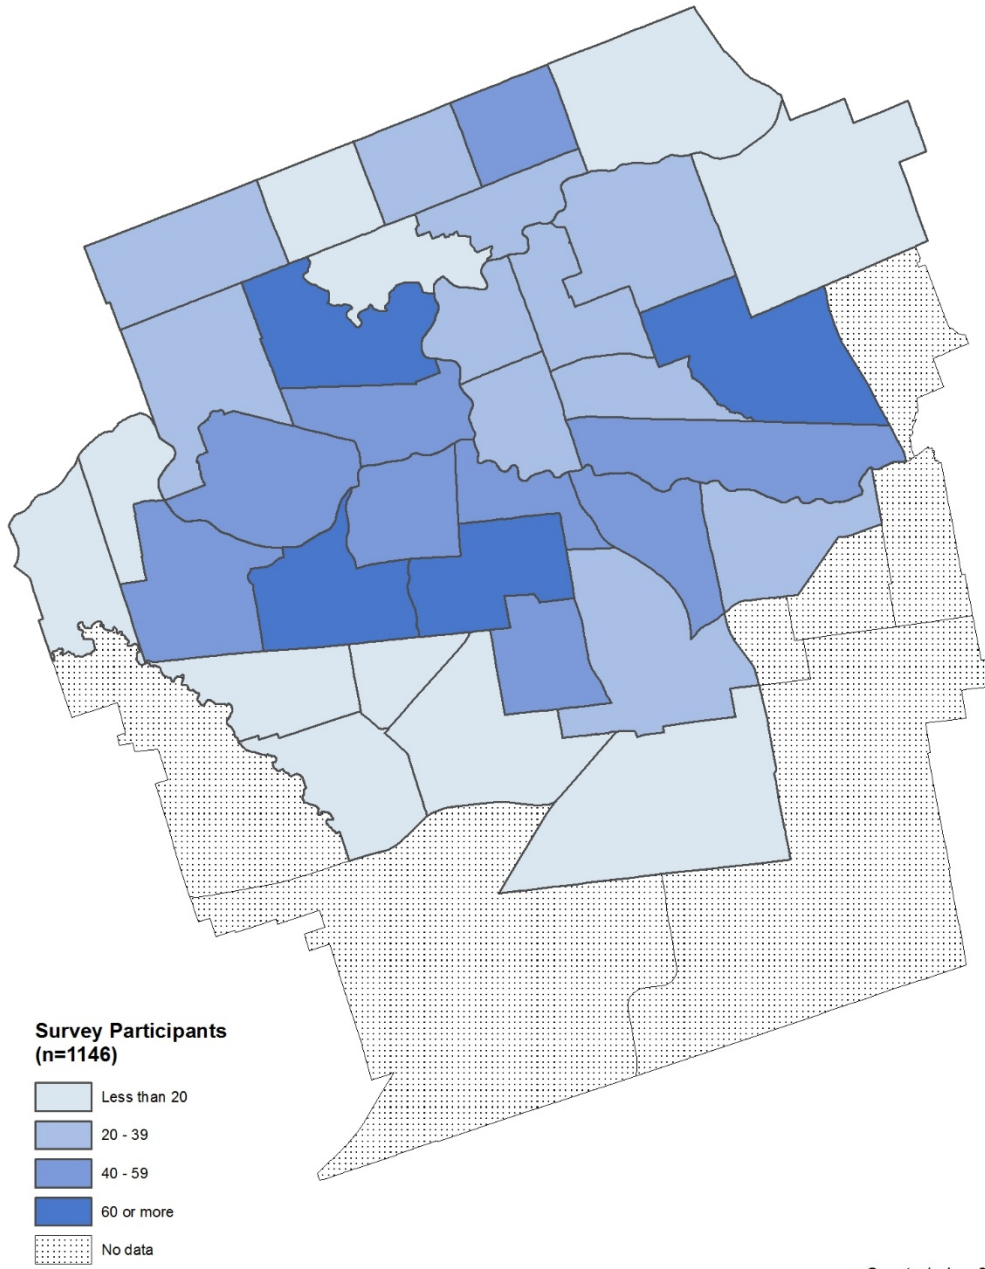 Survey Participants
(n=1146)
Less than 20
20 - 39
40 - 59
60 or more
No data